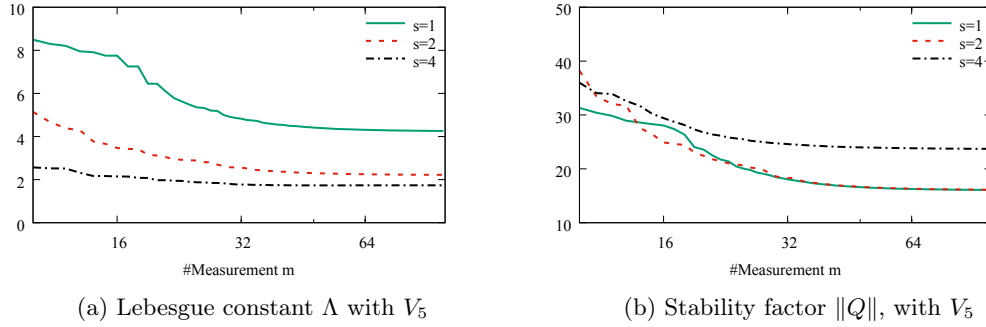 10
8
6
4
2
0
16
32
64
#Measurement m
s=1
s=2
s=4
(a) Lebesgue constant Λ with V₅
50
40
30
20
10
16
32
64
#Measurement m
s=1
s=2
s=4
(b) Stability factor ‖Q‖, with V₅